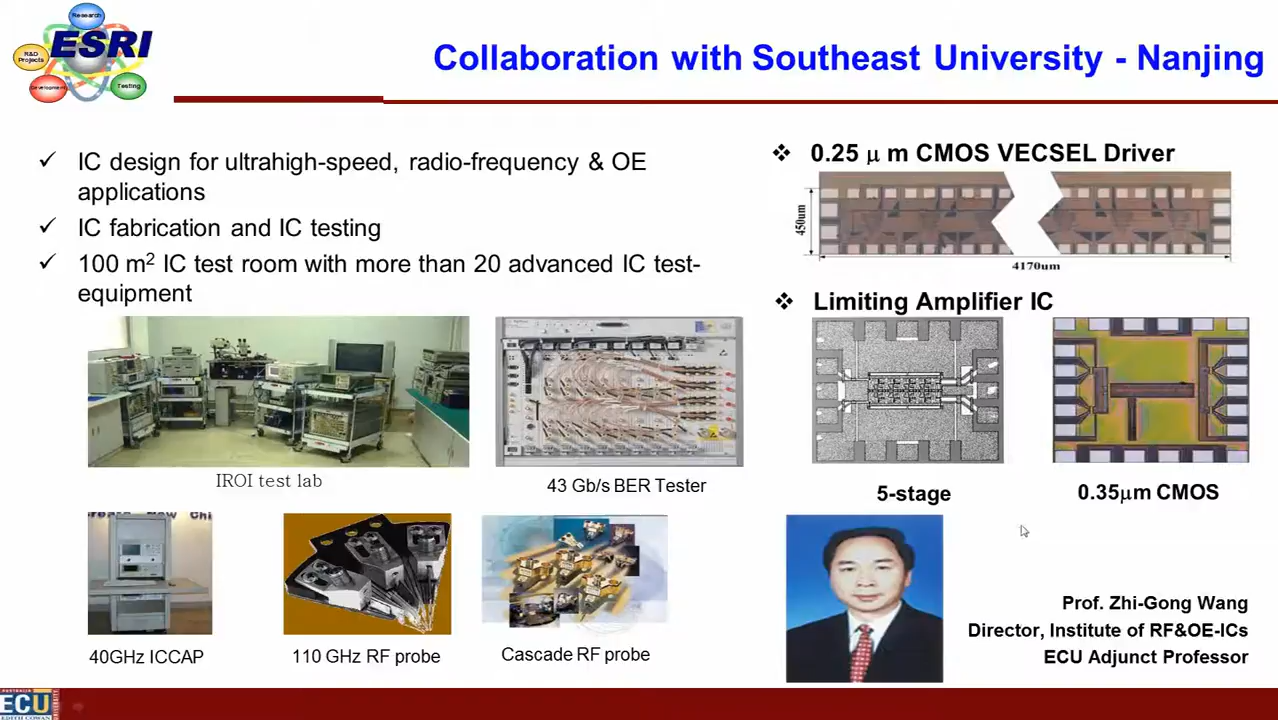 Research
ESRI
R&D
Projects
Development
Testing
Collaboration with Southeast University - Nanjing
✓ IC design for ultrahigh-speed, radio-frequency & OE
applications
✓ IC fabrication and IC testing
✓ 100 m² IC test room with more than 20 advanced IC test-
equipment
IROI test lab
43 Gb/s BER Tester
40GHz ICCAP
110 GHz RF probe
Cascade RF probe
❖ 0.25 μ m CMOS VECSEL Driver
450um
4170um
❖ Limiting Amplifier IC
5-stage
0.35μm CMOS
Prof. Zhi-Gong Wang
Director, Institute of RF&OE-ICs
ECU Adjunct Professor
ECU
EDITH COWAN